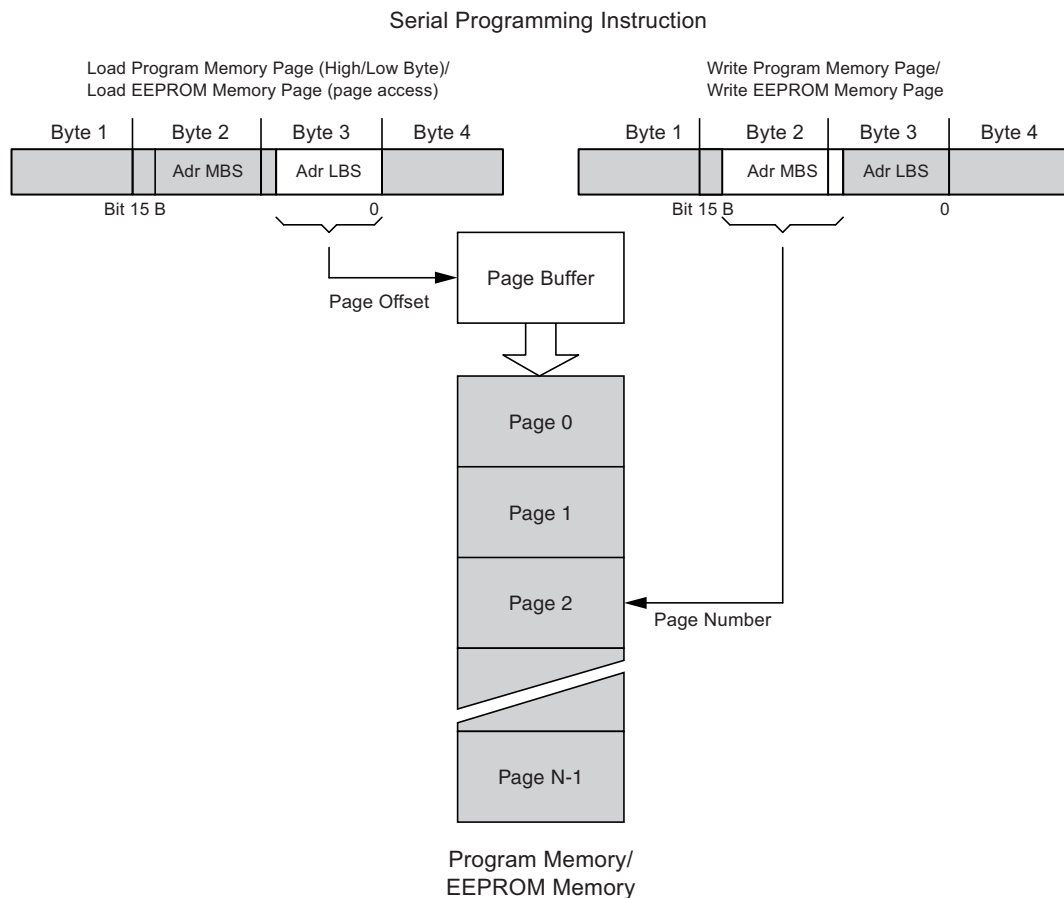 Serial Programming Instruction
Load Program Memory Page (High/Low Byte)/
Load EEPROM Memory Page (page access)
Byte 1 Byte 2 Byte 3 Byte 4
Adr MBS Adr LBS
Bit 15 B 0
Write Program Memory Page/
Write EEPROM Memory Page
Byte 1 Byte 2 Byte 3 Byte 4
Adr MBS Adr LBS
Bit 15 B 0
Page Offset
Page Buffer
Page 0
Page 1
Page 2
Page Number
Page N-1
Program Memory/
EEPROM Memory